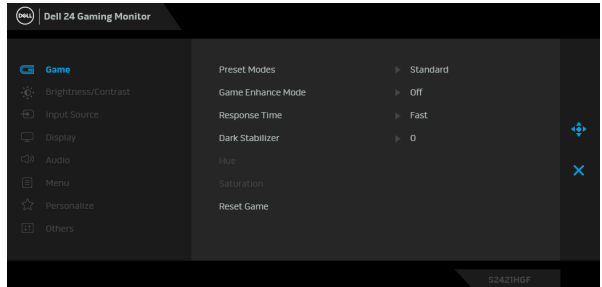 DELL Dell 24 Gaming Monitor
Game
Brightness/Contrast
Input Source
Display
Audio
Menu
Personalize
Others
Preset Modes Standard
Game Enhance Mode Off
Response Time Fast
Dark Stabilizer 0
Hue
Saturation
Reset Game
S2421HGF